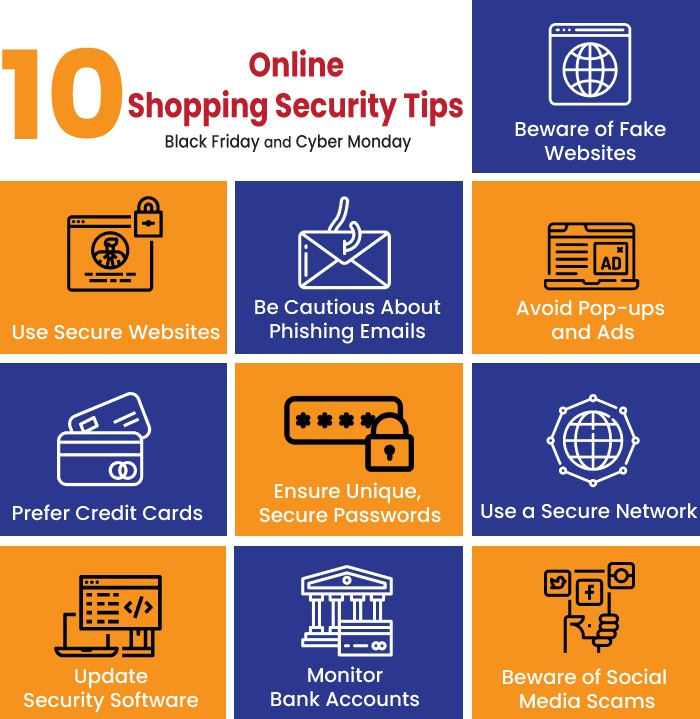 10
Online
Shopping Security Tips
Black Friday and Cyber Monday
Beware of Fake
Websites
Use Secure Websites
Be Cautious About
Phishing Emails
AD
Avoid Pop-ups
and Ads
Prefer Credit Cards
****
Ensure Unique,
Secure Passwords
Use a Secure Network
</>
Update
Security Software
Monitor
Bank Accounts
f
Beware of Social
Media Scams